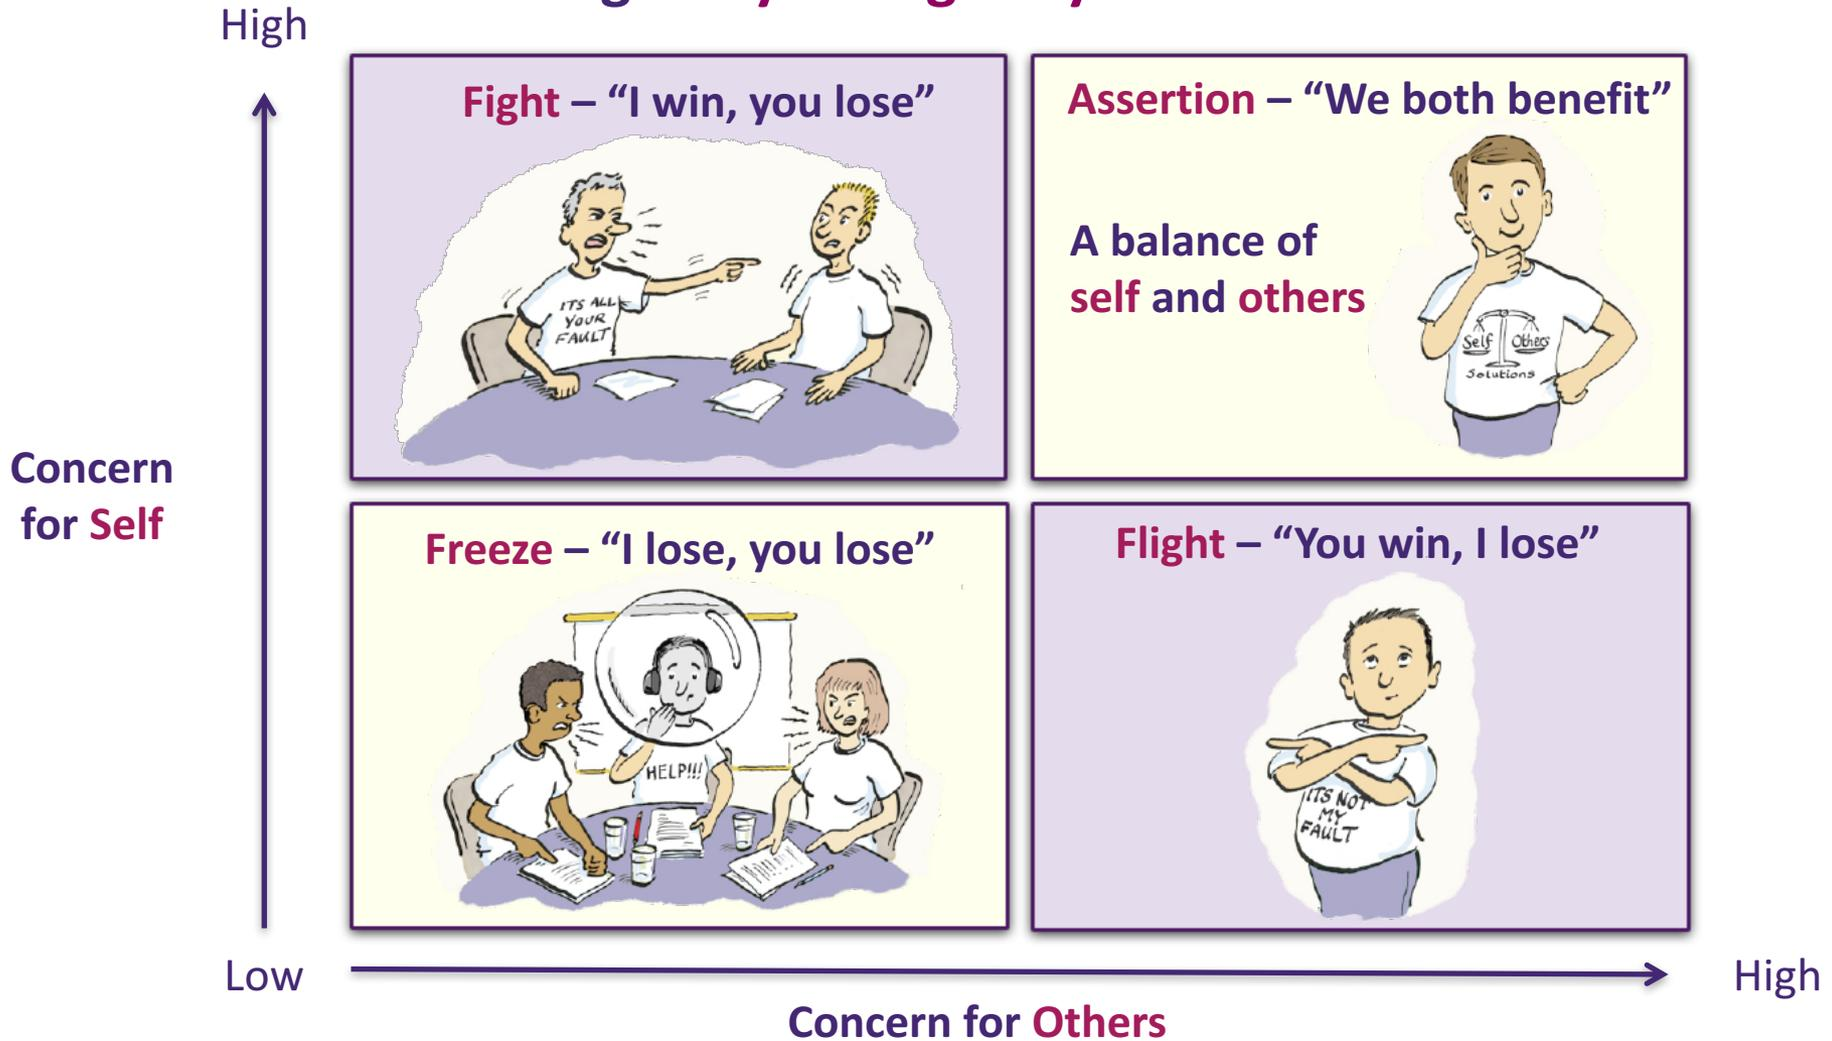 High
Fight – “I win, you lose”
ITS ALL
YOUR
FAULT
Assertion – “We both benefit”
A balance of
self and others
Self Others
Solutions
Concern
for Self
Freeze – “I lose, you lose”
HELP!!!
Flight – “You win, I lose”
ITS NOT
MY
FAULT
Low
High
Concern for Others